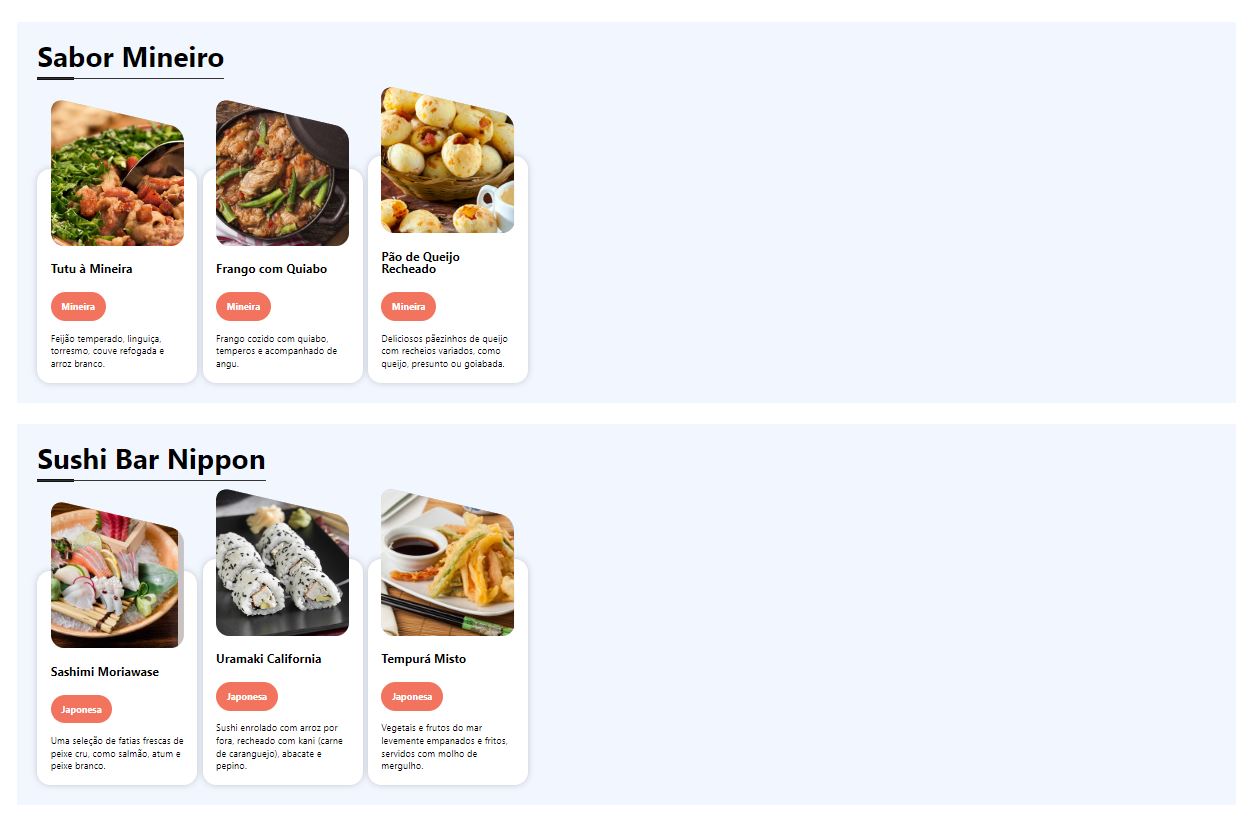 Sabor Mineiro
Tutu à Mineira
Mineira
Feijão temperado, linguiça,
torresmo, couve refogada e
arroz branco.
Frango com Quiabo
Mineira
Frango cozido com quiabo,
temperos e acompanhado de
angu.
Pão de Queijo
Recheado
Mineira
Deliciosos pãezinhos de queijo
com recheios variados, como
queijo, presunto ou goiabada.
Sushi Bar Nippon
Sashimi Moriawase
Japonesa
Uma seleção de fatias frescas de
peixe cru, como salmão, atum e
peixe branco.
Uramaki California
Japonesa
Sushi enrolado com arroz por
fora, recheado com kani (carne
de caranguejo), abacate e
pepino.
Tempurá Misto
Japonesa
Vegetais e frutos do mar
levemente empanados e fritos,
servidos com molho de
mergulho.